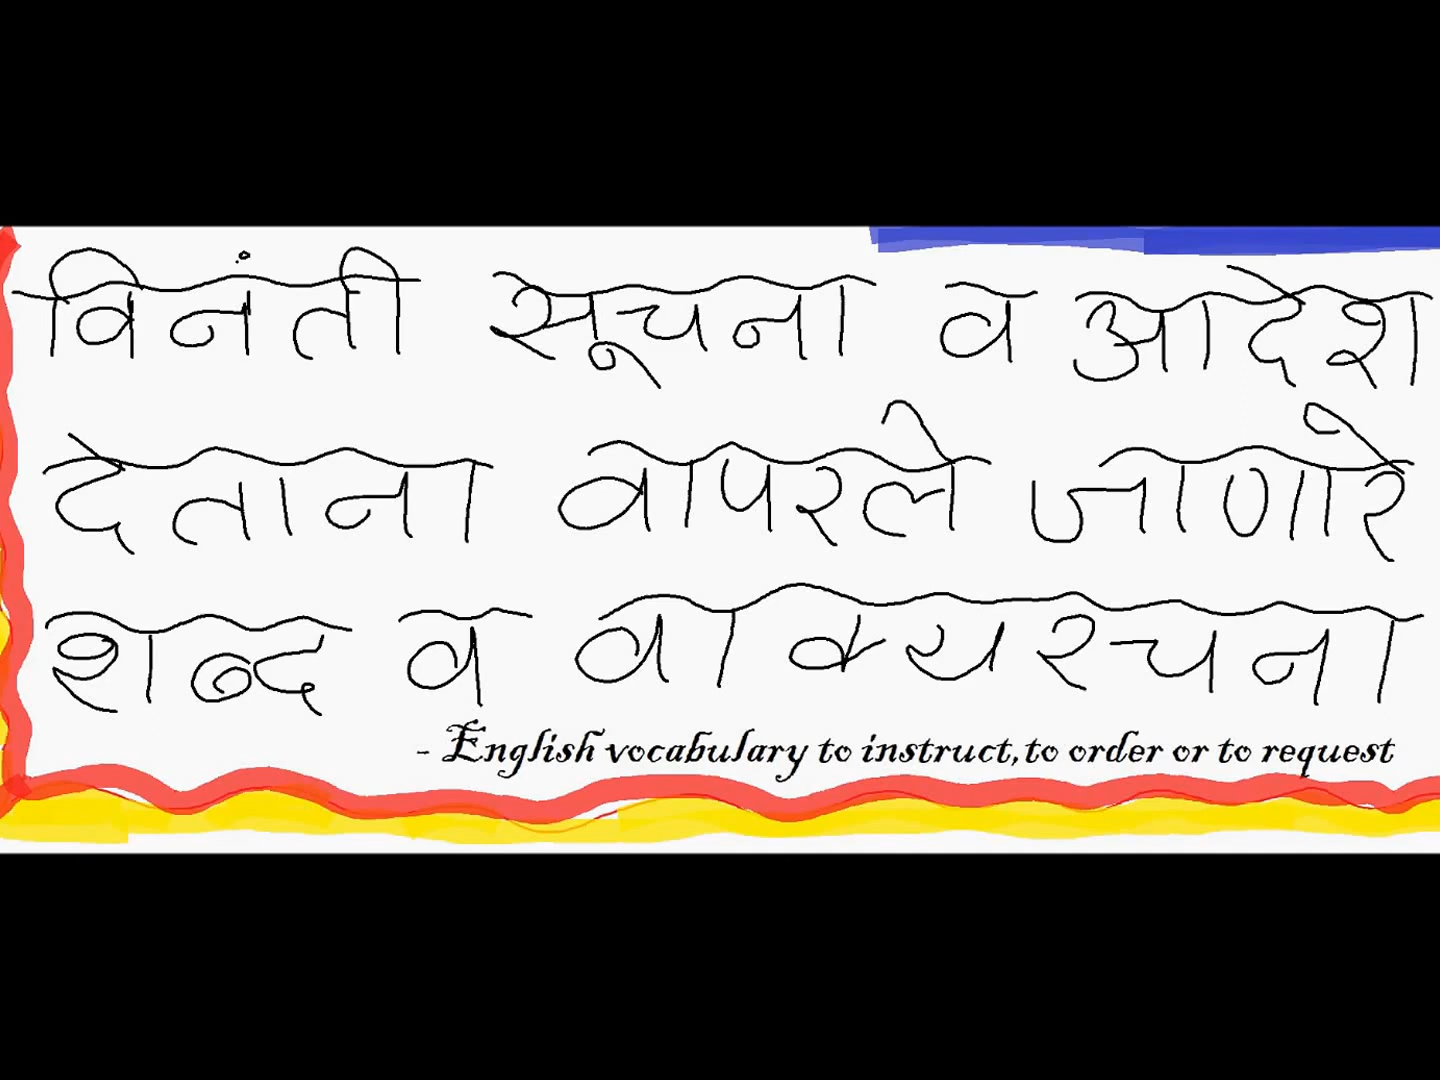 विनंती सूचना व आदेश
देताना वापरले जाणारे
शब्द व वाक्यरचना
- English vocabulary to instruct,to order or to request